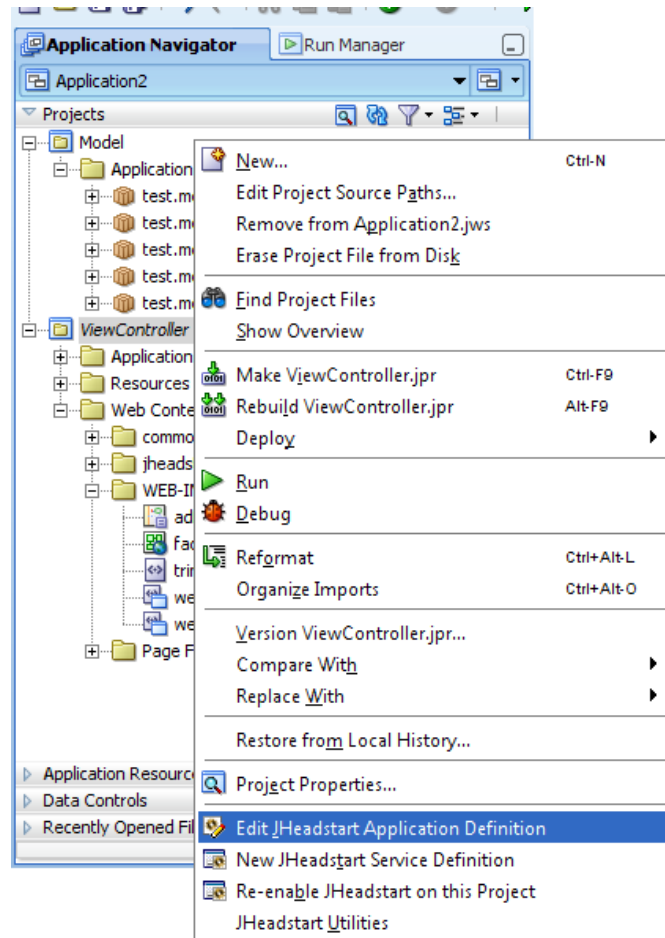 Application Navigator
Run Manager
Application2
Projects
Model
Application
test.m
test.m
test.m
test.m
test.m
ViewController
Application
Resources
Web Conte
commo
jheads
WEB-IN
ad
fac
trin
we
we
Page F
Application Resourc
Data Controls
Recently Opened Fil
New... Ctrl-N
Edit Project Source Paths...
Remove from Application2.jws
Erase Project File from Disk
Find Project Files
Show Overview
Make ViewController.jpr Ctrl-F9
Rebuild ViewController.jpr Alt-F9
Deploy
Run
Debug
Reformat Ctrl+Alt-L
Organize Imports Ctrl+Alt-O
Version ViewController.jpr...
Compare With
Replace With
Restore from Local History...
Project Properties...
Edit JHeadstart Application Definition
New JHeadstart Service Definition
Re-enable JHeadstart on this Project
JHeadstart Utilities